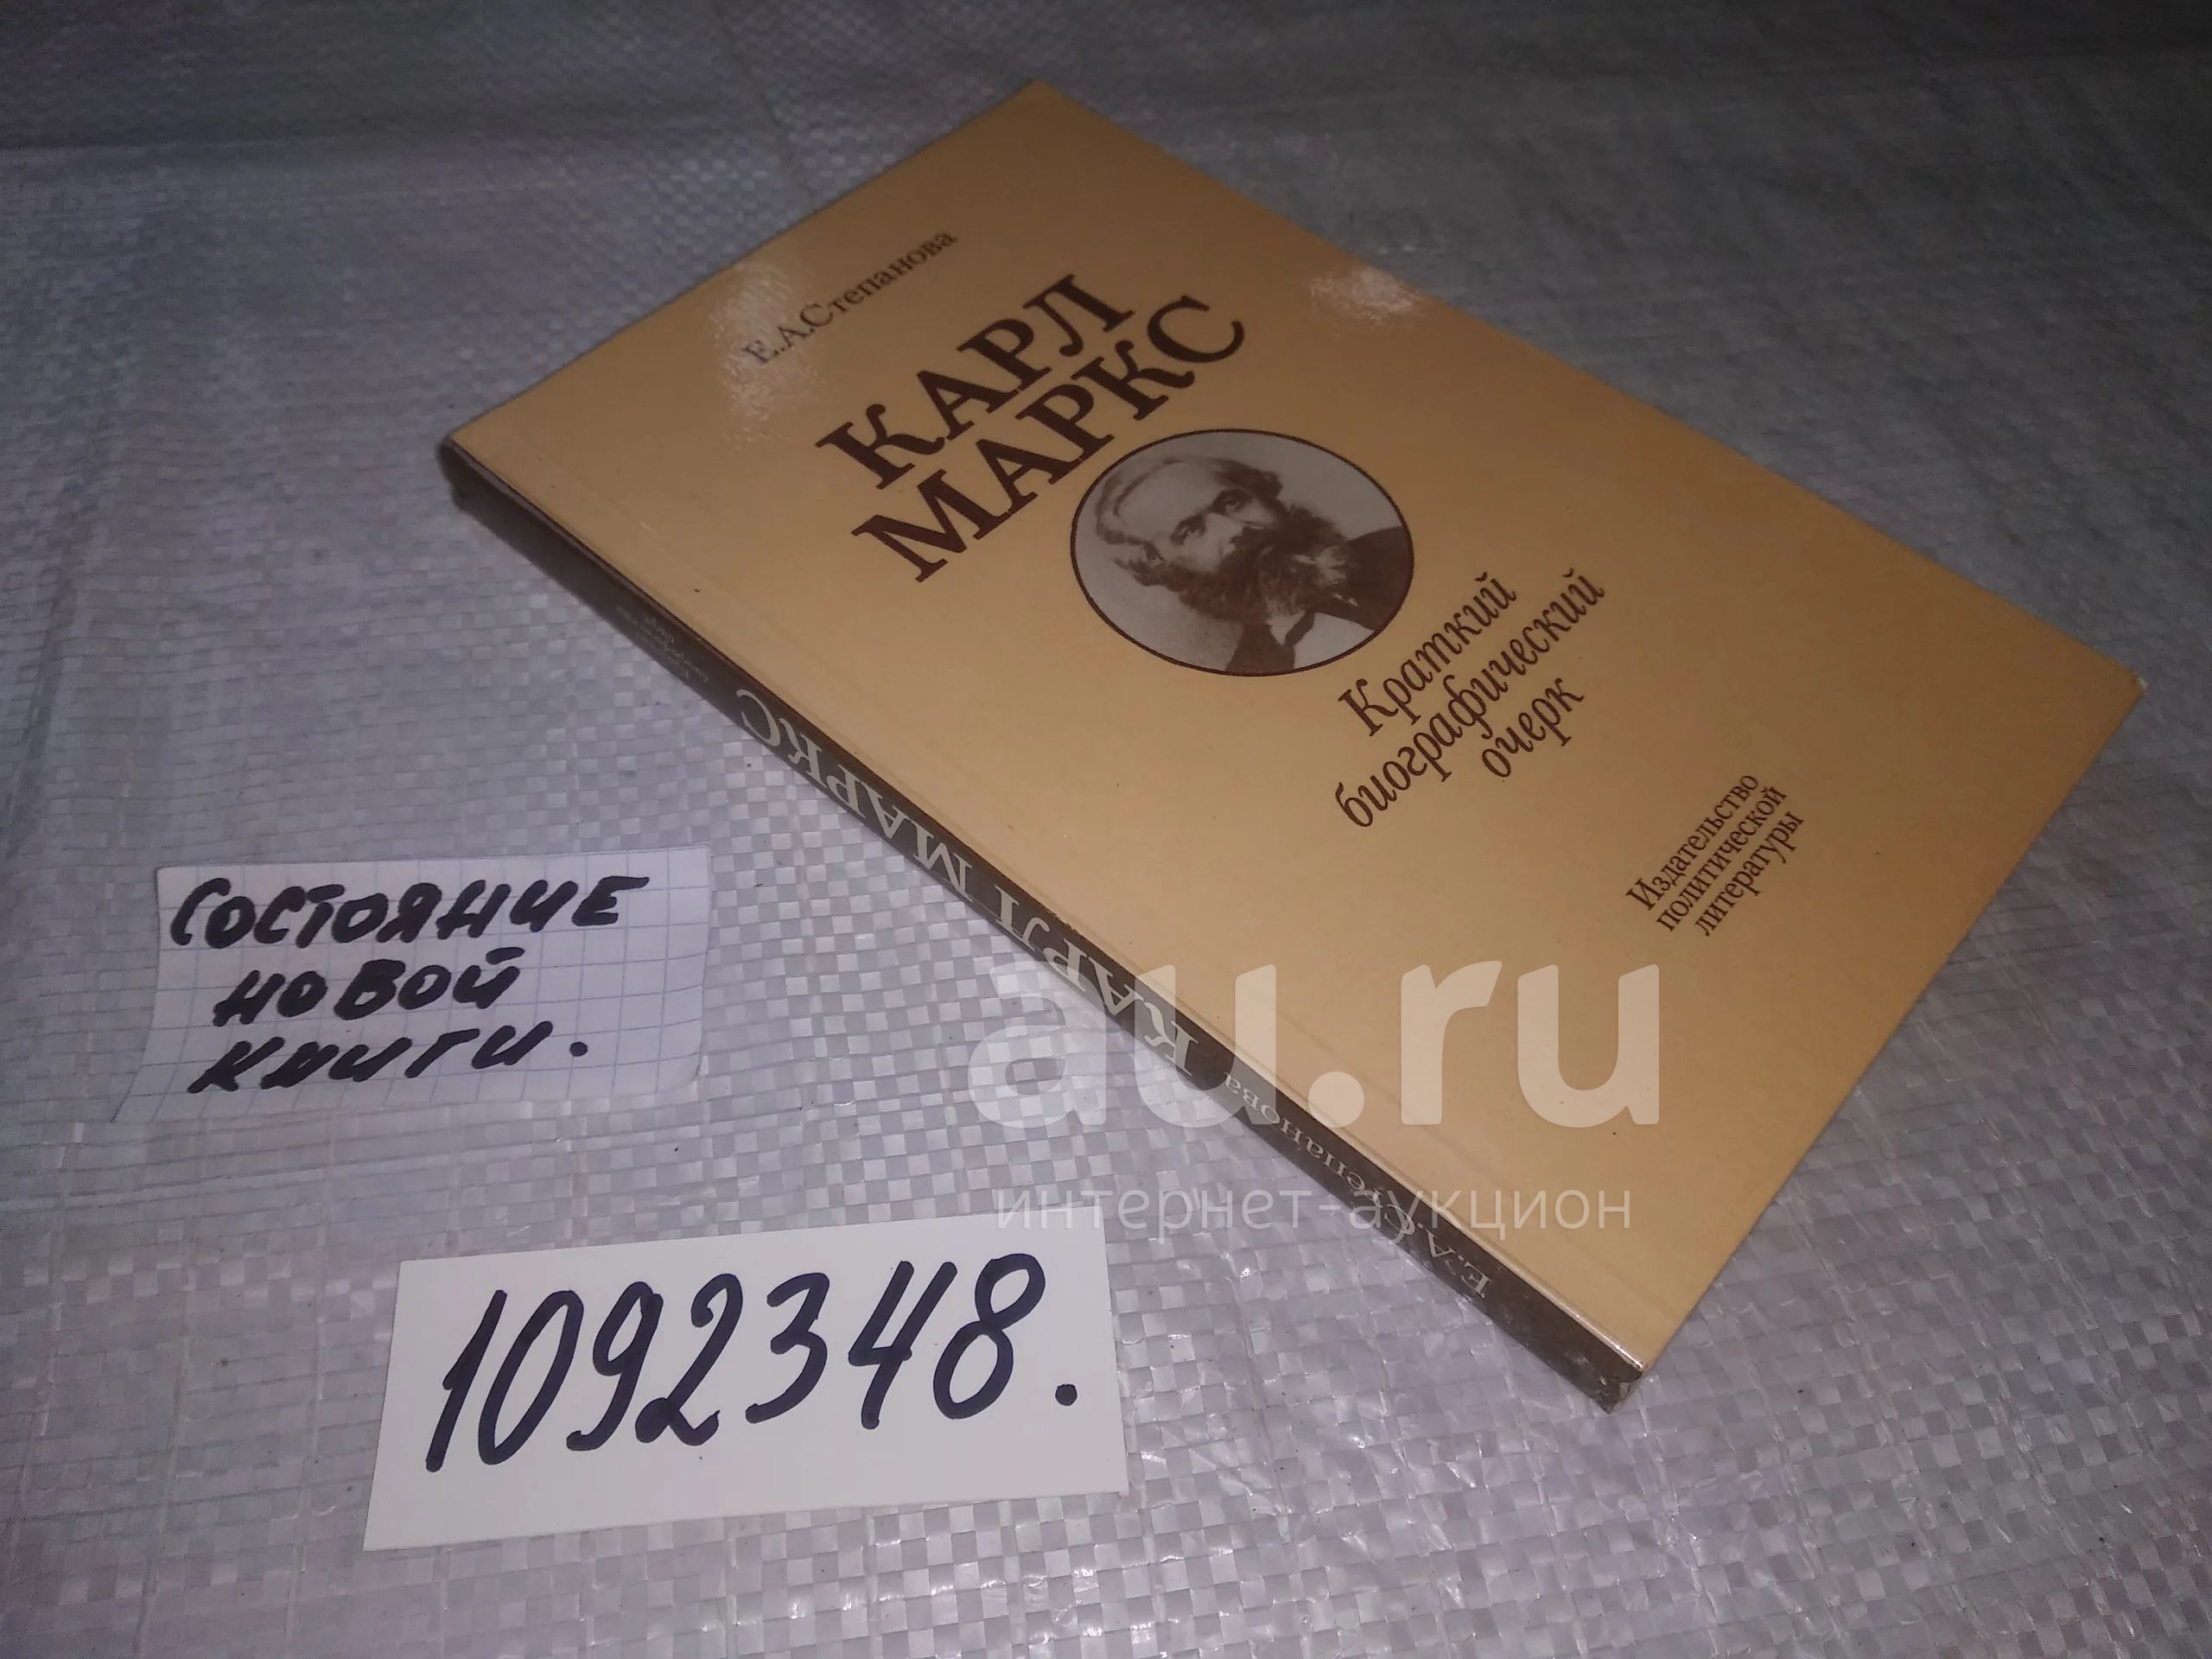 Е.А.Степанова
КАРЛ
МАРКС
Краткий
биографический
очерк
Издательство
политической
литературы
Е.А.Степанова КАРЛ МАРКС
СОСТОЯНИЕ
НОВОЙ
КНИГИ.
1092348.
au.ru
интернет-аукцион